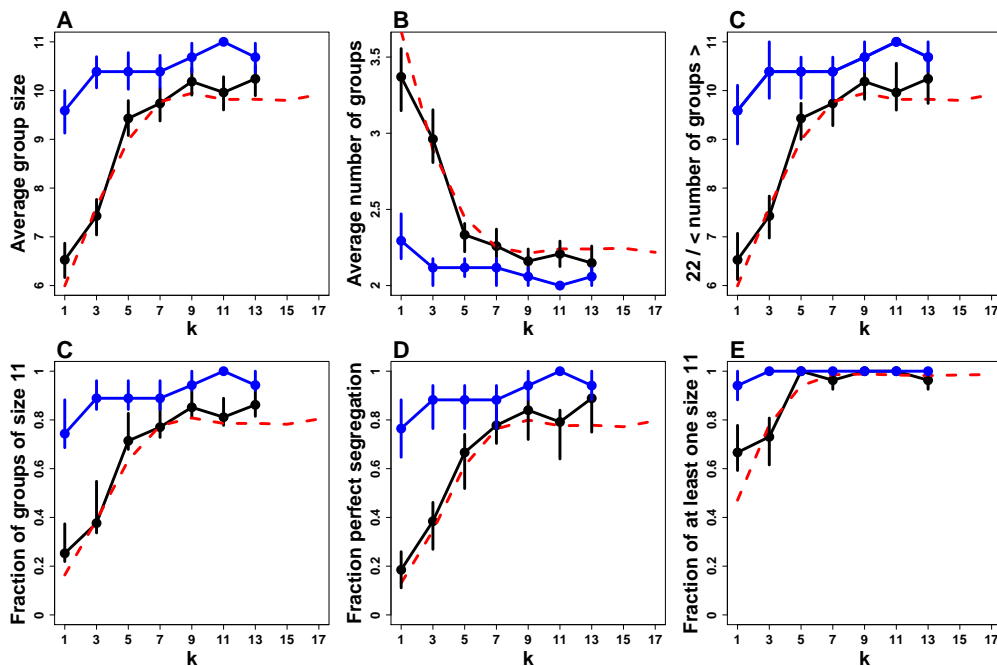 A
Average group size
11
10
9
8
7
6
1 3 5 7 9 11 13 15 17
k
B
Average number of groups
3.5
3
2.5
2
1 3 5 7 9 11 13 15 17
k
C
22 / < number of groups >
11
10
9
8
7
6
1 3 5 7 9 11 13 15 17
k
C
Fraction of groups of size 11
1
0.8
0.6
0.4
0.2
0
1 3 5 7 9 11 13 15 17
k
D
Fraction perfect segregation
1
0.8
0.6
0.4
0.2
0
1 3 5 7 9 11 13 15 17
k
E
Fraction of at least one size 11
1
0.8
0.6
0.4
0.2
0
1 3 5 7 9 11 13 15 17
k